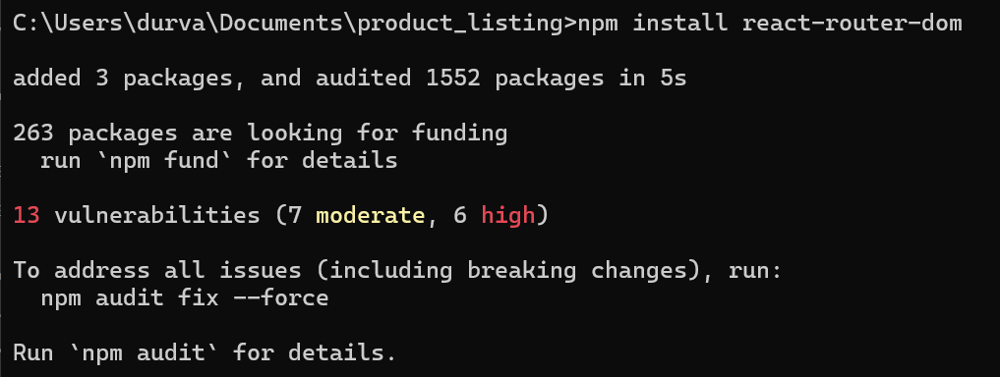 C:\Users\durva\Documents\product_listing>npm install react-router-dom
added 3 packages, and audited 1552 packages in 5s
263 packages are looking for funding
  run `npm fund` for details
13 vulnerabilities (7 moderate, 6 high)
To address all issues (including breaking changes), run:
  npm audit fix --force
Run `npm audit` for details.